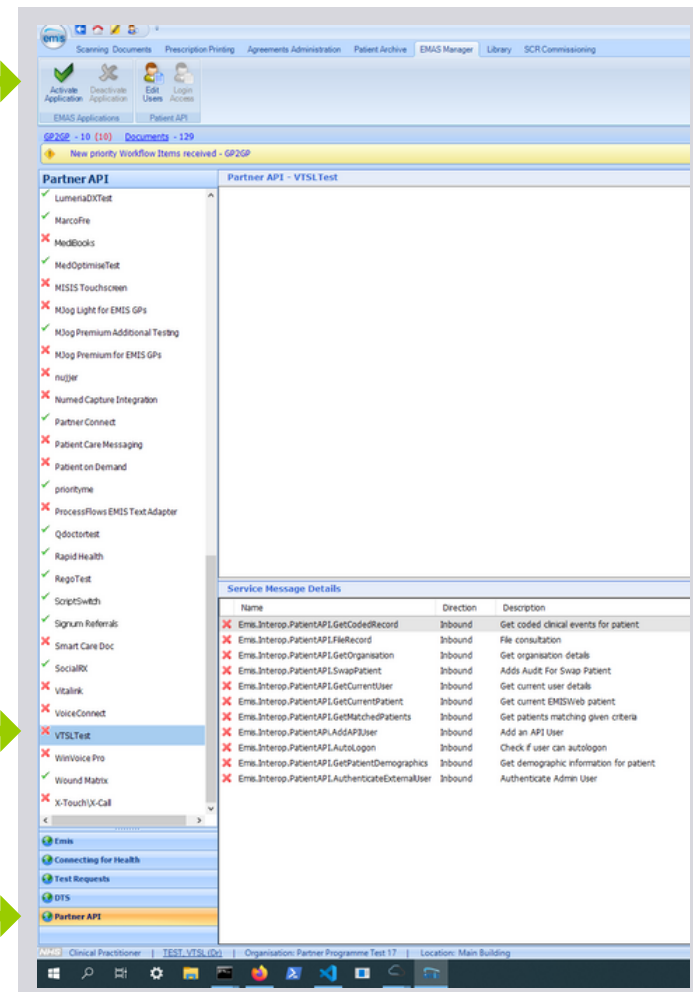 emis
Scanning Documents Prescription Printing Agreements Administration Patient Archive EMAS Manager Library SCR Commissioning
Activate Application Deactivate Application Edit Users Login Access
EMAS Applications Patient API
GP2GP - 10 (10) Documents - 129
New priority Workflow Items received - GP2GP
Partner API
LumeriaDXTest
MarcoFre
MediBooks
MedOptimiseTest
MISIS Touchscreen
MJog Light for EMIS GPs
MJog Premium Additional Testing
MJog Premium for EMIS GPs
nujjer
Numed Capture Integration
Partner Connect
Patient Care Messaging
Patient on Demand
priorityme
ProcessFlows EMIS Text Adapter
Qdoctortest
Rapid Health
RegoTest
ScriptSwitch
Signum Referrals
Smart Care Doc
SocialRX
Vitalink
VoiceConnect
VTSLTest
WinVoice Pro
Wound Matrix
X-Touch\X-Call
Emis
Connecting for Health
Test Requests
DTS
Partner API
Partner API - VTSLTest
Service Message Details
Name Direction Description
Emis.Interop.PatientAPI.GetCodedRecord Inbound Get coded clinical events for patient
Emis.Interop.PatientAPI.FileRecord Inbound File consultation
Emis.Interop.PatientAPI.GetOrganisation Inbound Get organisation details
Emis.Interop.PatientAPI.SwapPatient Inbound Adds Audit For Swap Patient
Emis.Interop.PatientAPI.GetCurrentUser Inbound Get current user details
Emis.Interop.PatientAPI.GetCurrentPatient Inbound Get current EMISWeb patient
Emis.Interop.PatientAPI.GetMatchedPatients Inbound Get patients matching given criteria
Emis.Interop.PatientAPI.AddAPIUser Inbound Add an API User
Emis.Interop.PatientAPI.AutoLogon Inbound Check if user can autologon
Emis.Interop.PatientAPI.GetPatientDemographics Inbound Get demographic information for patient
Emis.Interop.PatientAPI.AuthenticateExternalUser Inbound Authenticate Admin User
NHS Clinical Practitioner | TEST, VTSL (Dr) | Organisation: Partner Programme Test 17 | Location: Main Building